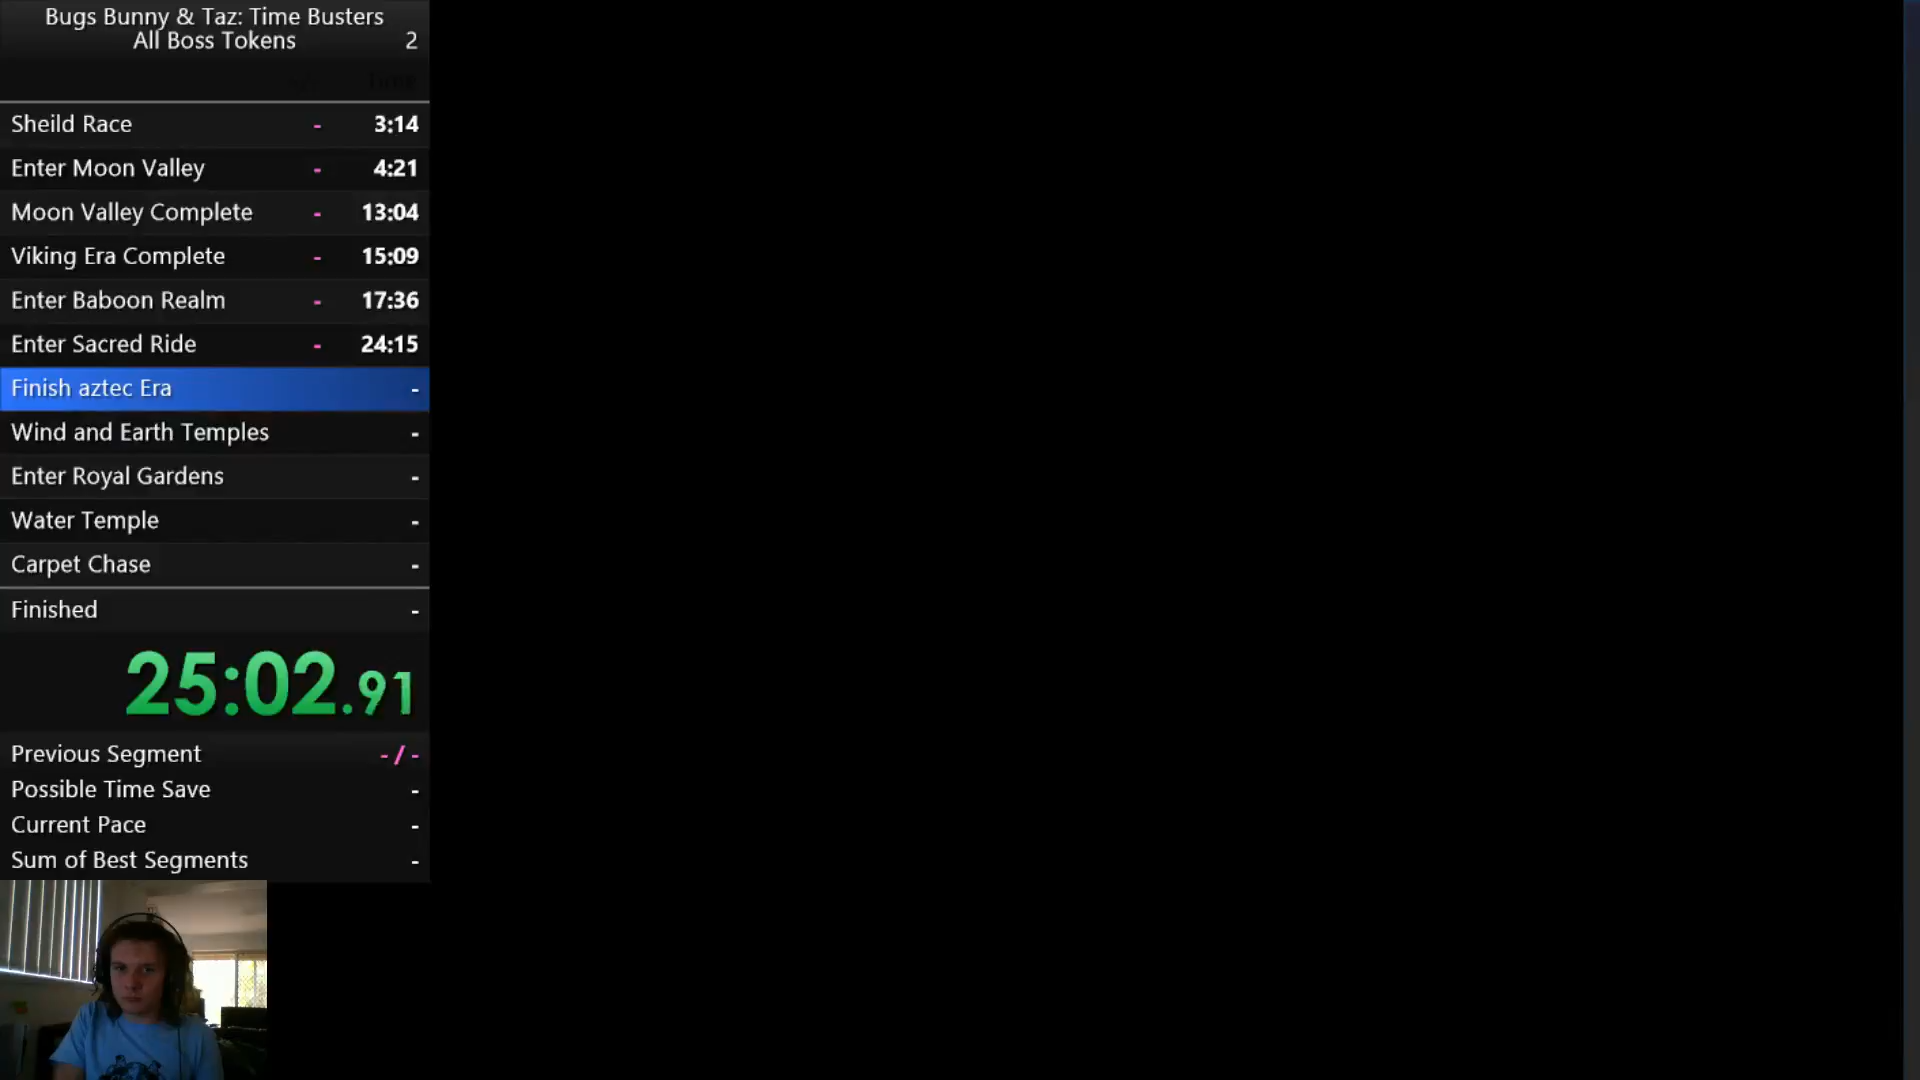 Bugs Bunny & Taz: Time Busters
All Boss Tokens 2
Time
Sheild Race - 3:14
Enter Moon Valley - 4:21
Moon Valley Complete - 13:04
Viking Era Complete - 15:09
Enter Baboon Realm - 17:36
Enter Sacred Ride - 24:15
Finish aztec Era -
Wind and Earth Temples -
Enter Royal Gardens -
Water Temple -
Carpet Chase -
Finished -
25:02.91
Previous Segment - / -
Possible Time Save -
Current Pace -
Sum of Best Segments -